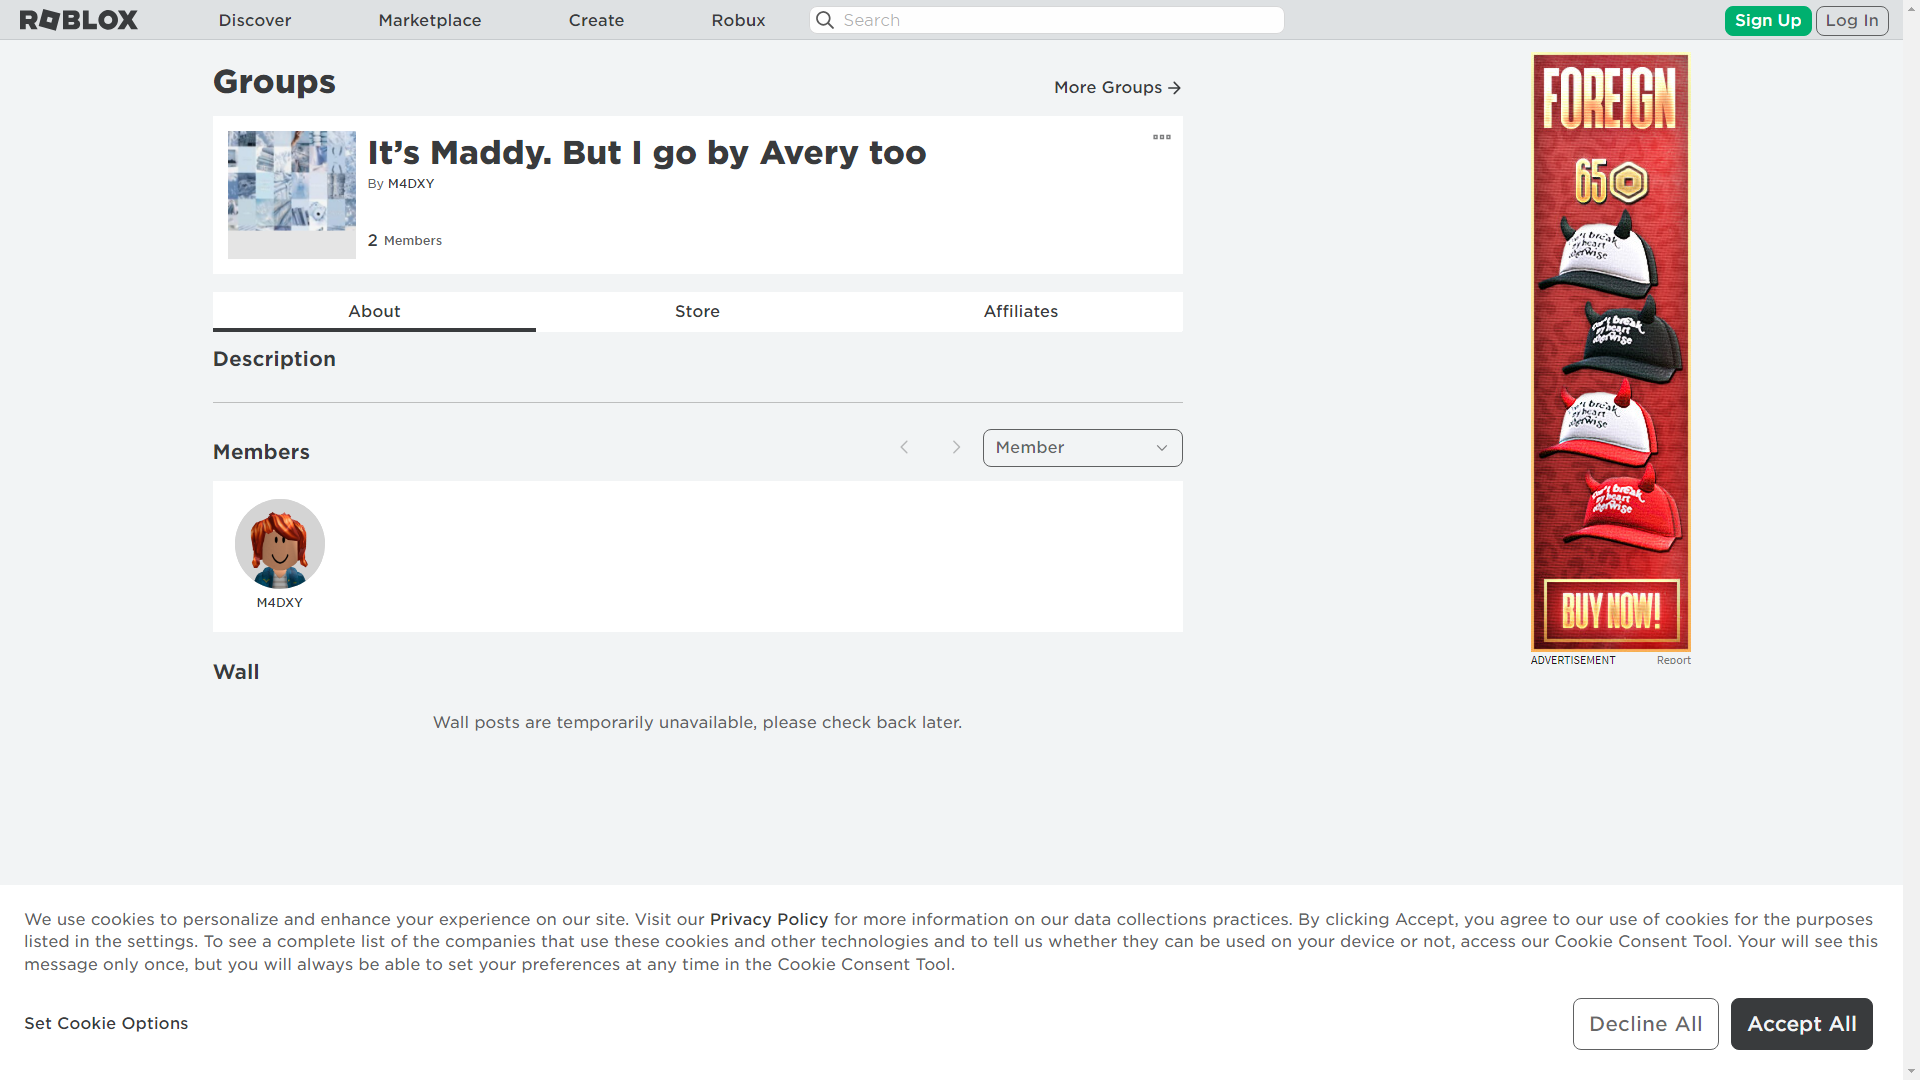 ROBLOX
Discover
Marketplace
Create
Robux
Search
Sign Up
Log In
Groups
More Groups
It’s Maddy. But I go by Avery too
By M4DXY
2 Members
About
Store
Affiliates
Description
Members
Member
M4DXY
Wall
Wall posts are temporarily unavailable, please check back later.
FOREIGN
65
BUY NOW!
ADVERTISEMENT
Report
We use cookies to personalize and enhance your experience on our site. Visit our Privacy Policy for more information on our data collections practices. By clicking Accept, you agree to our use of cookies for the purposes
listed in the settings. To see a complete list of the companies that use these cookies and other technologies and to tell us whether they can be used on your device or not, access our Cookie Consent Tool. Your will see this
message only once, but you will always be able to set your preferences at any time in the Cookie Consent Tool.
Set Cookie Options
Decline All
Accept All